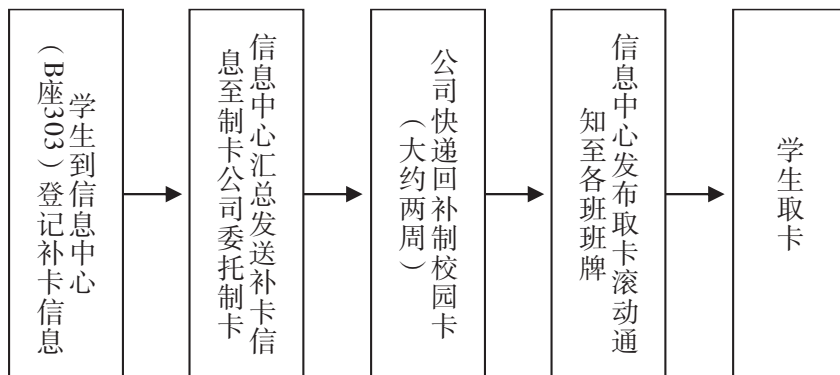 学生到信息中心
（B座303）登记补卡信息
信息中心汇总发送补卡信
息至制卡公司委托制卡
公司快递回补制校园卡
（大约两周）
信息中心发布取卡滚动通
知至各班班牌
学生取卡